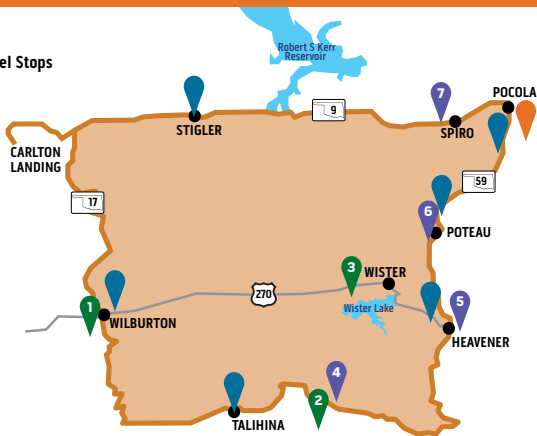 el Stops
Robert S Kerr
Reservoir
POCOLA
7
9
STIGLER
SPIRO
CARLTON
LANDING
59
17
6
POTEAU
3
WISTER
270
1
Wister Lake
5
WILBURTON
HEAVENER
4
2
TALIHINA